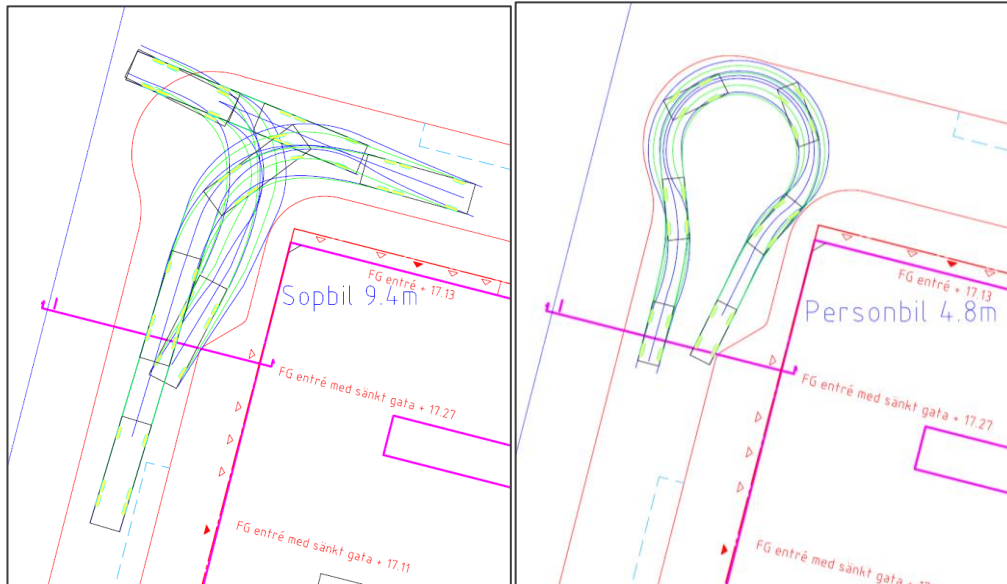 FG entré + 17.13
Sopbil 9.4m
FG entré med sänkt gata + 17.27
FG entré med sänkt gata + 17.11
FG entré + 17.13
Personbil 4.8m
FG entré med sänkt gata + 17.27
FG entré med sänkt gata +